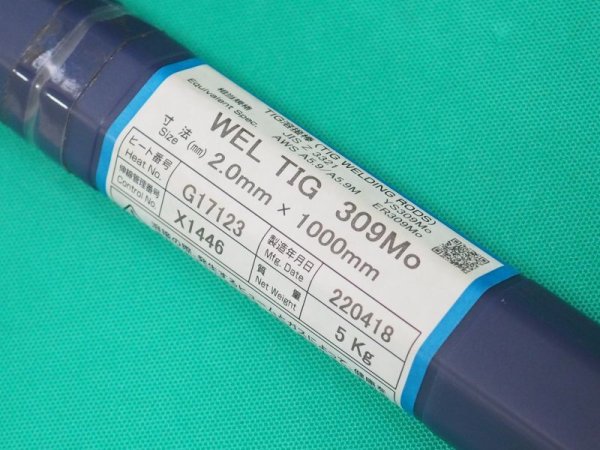 TIG溶接棒 (TIG WELDING RODS)
相当規格 JIS Z 3321 YS309Mo
Equivalent Spec. AWS A5.9/A5.9M ER309Mo
WEL TIG 309Mo
寸法 Size (mm) 2.0mm x 1000mm
ヒート番号 Heat No. G17123 製造年月日 Mfg. Date 220418
伸線管理番号 Control No. X1446 質量 Net Weight 5 Kg